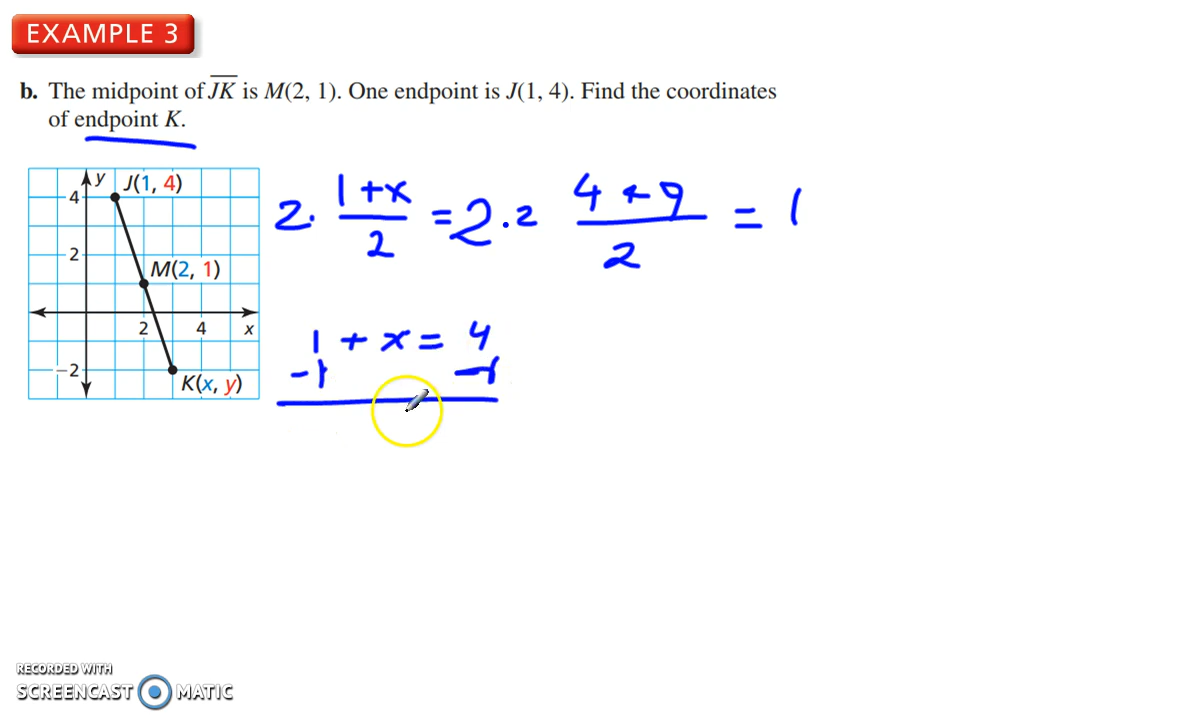 EXAMPLE 3
b. The midpoint of JK is M(2, 1). One endpoint is J(1, 4). Find the coordinates
of endpoint K.
y J(1, 4)
4
2
M(2, 1)
2 4 x
-2
K(x, y)
2. 1+x/2 = 2.2
4+y/2 = 1
1 + x = 4
-1 -1
RECORDED WITH
SCREENCAST MATIC